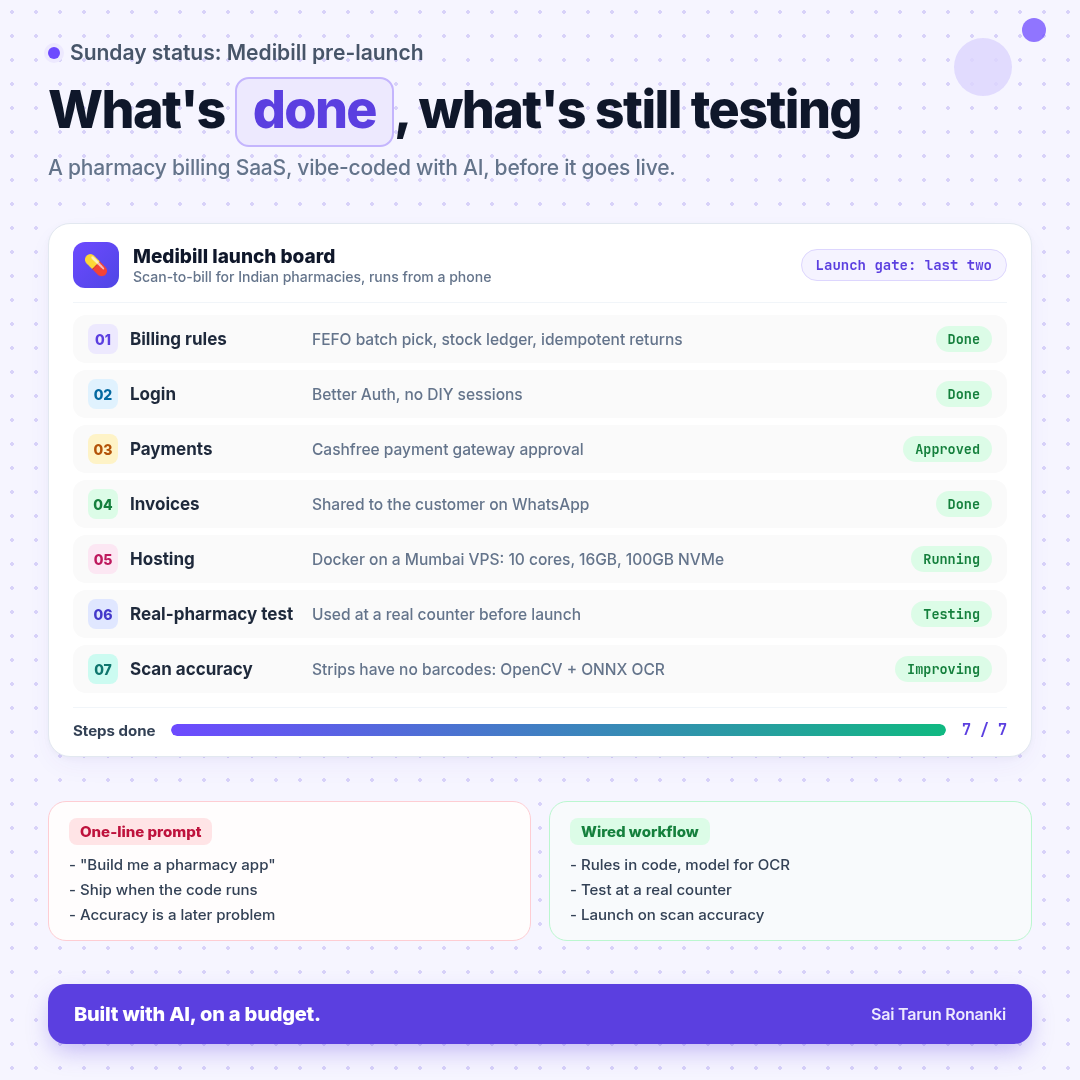 Sunday status: Medibill pre-launch
What's done, what's still testing
A pharmacy billing SaaS, vibe-coded with AI, before it goes live.
Medibill launch board
Scan-to-bill for Indian pharmacies, runs from a phone
Launch gate: last two
01 Billing rules FEFO batch pick, stock ledger, idempotent returns Done
02 Login Better Auth, no DIY sessions Done
03 Payments Cashfree payment gateway approval Approved
04 Invoices Shared to the customer on WhatsApp Done
05 Hosting Docker on a Mumbai VPS: 10 cores, 16GB, 100GB NVMe Running
06 Real-pharmacy test Used at a real counter before launch Testing
07 Scan accuracy Strips have no barcodes: OpenCV + ONNX OCR Improving
Steps done 7 / 7
One-line prompt
- "Build me a pharmacy app"
- Ship when the code runs
- Accuracy is a later problem
Wired workflow
- Rules in code, model for OCR
- Test at a real counter
- Launch on scan accuracy
Built with AI, on a budget.
Sai Tarun Ronanki